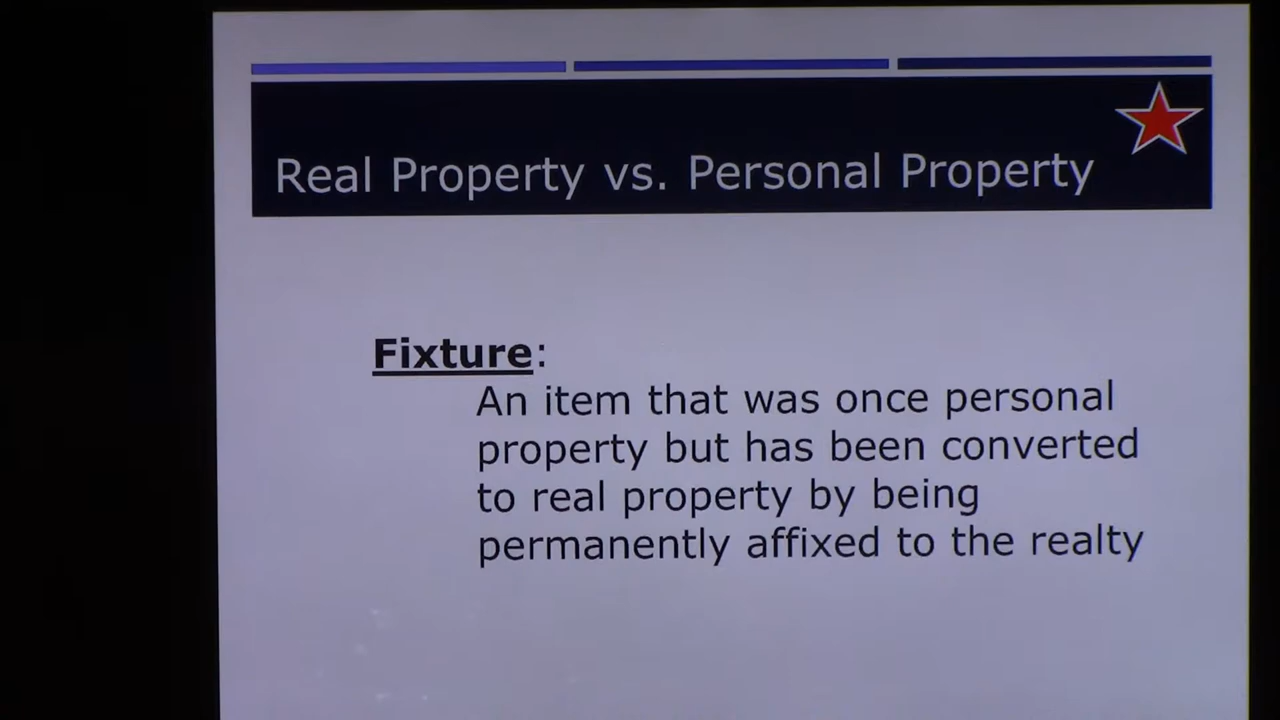 Real Property vs. Personal Property
Fixture:
An item that was once personal
property but has been converted
to real property by being
permanently affixed to the realty